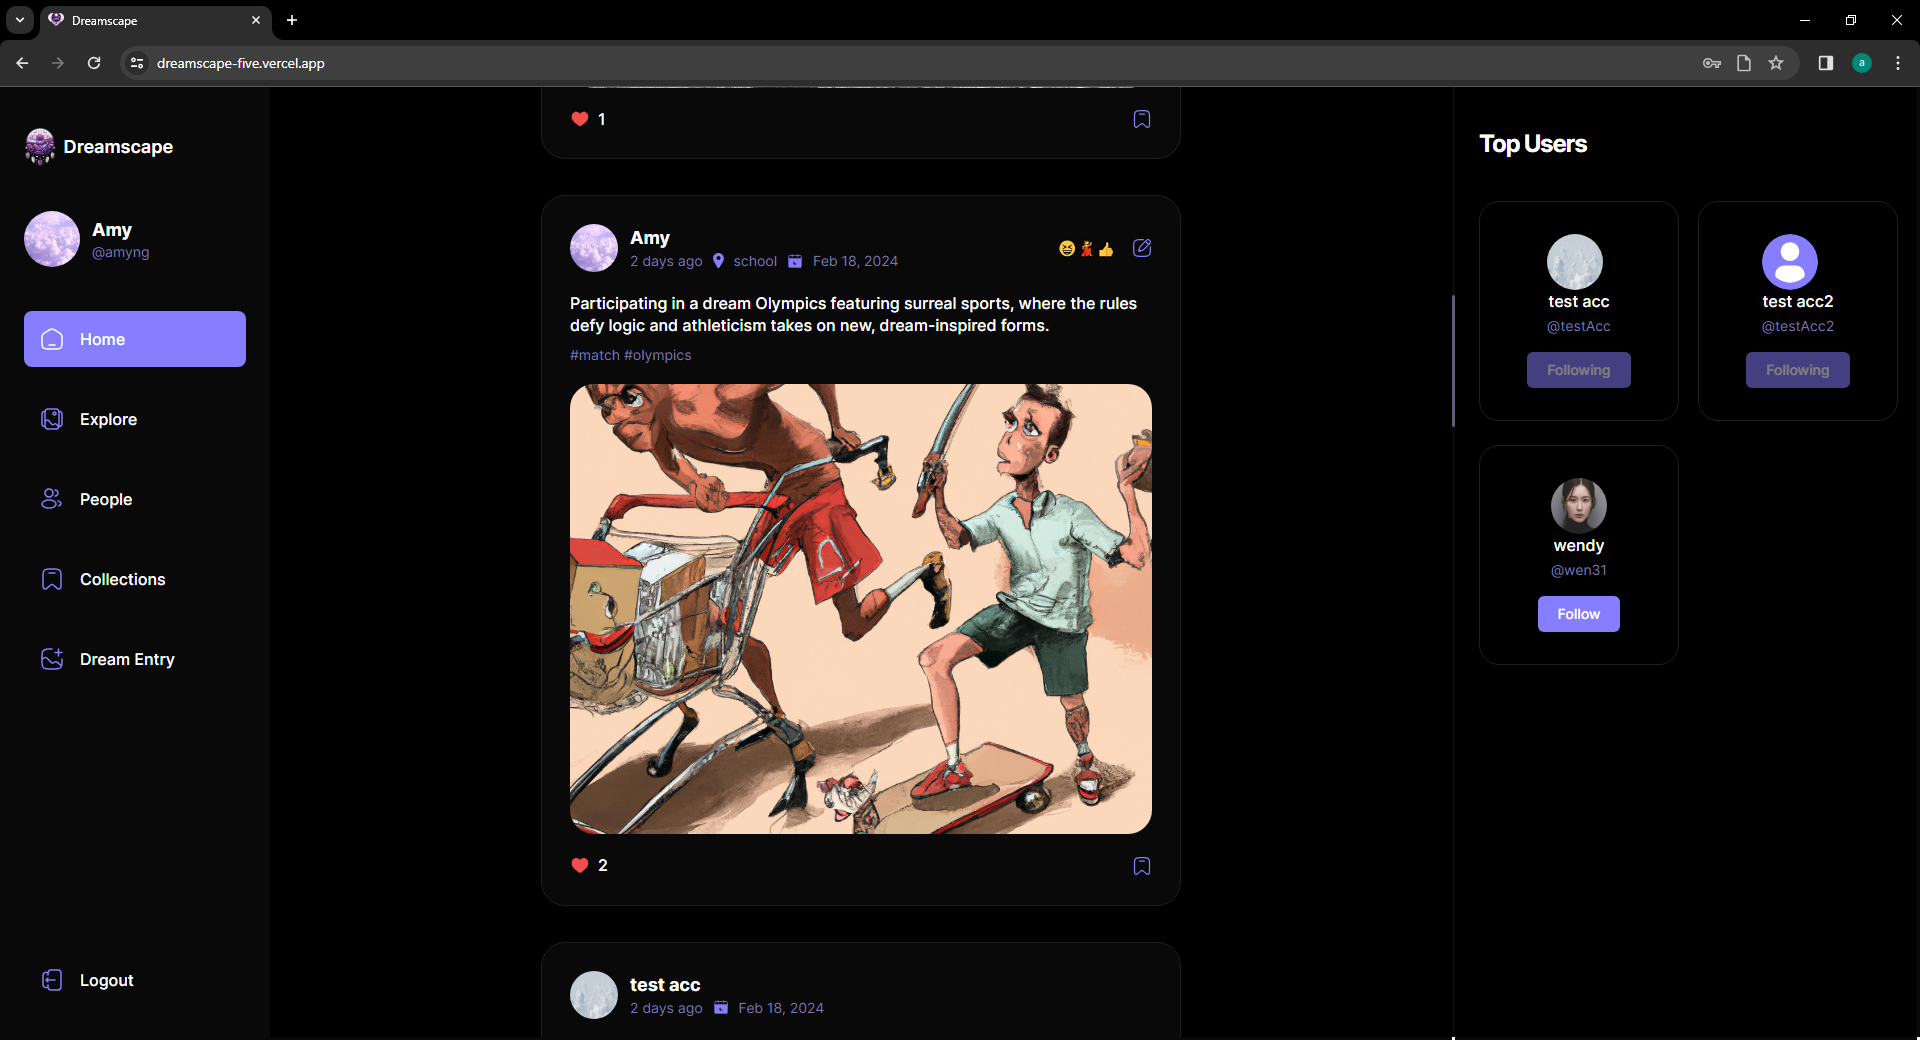 Dreamscape
dreamscape-five.vercel.app
a
Dreamscape
Amy
@amyng
Home
Explore
People
Collections
Dream Entry
Logout
1
Amy
2 days ago school Feb 18, 2024
Participating in a dream Olympics featuring surreal sports, where the rules
defy logic and athleticism takes on new, dream-inspired forms.
#match #olympics
2
test acc
2 days ago Feb 18, 2024
Top Users
test acc
@testAcc
Following
test acc2
@testAcc2
Following
wendy
@wen31
Follow